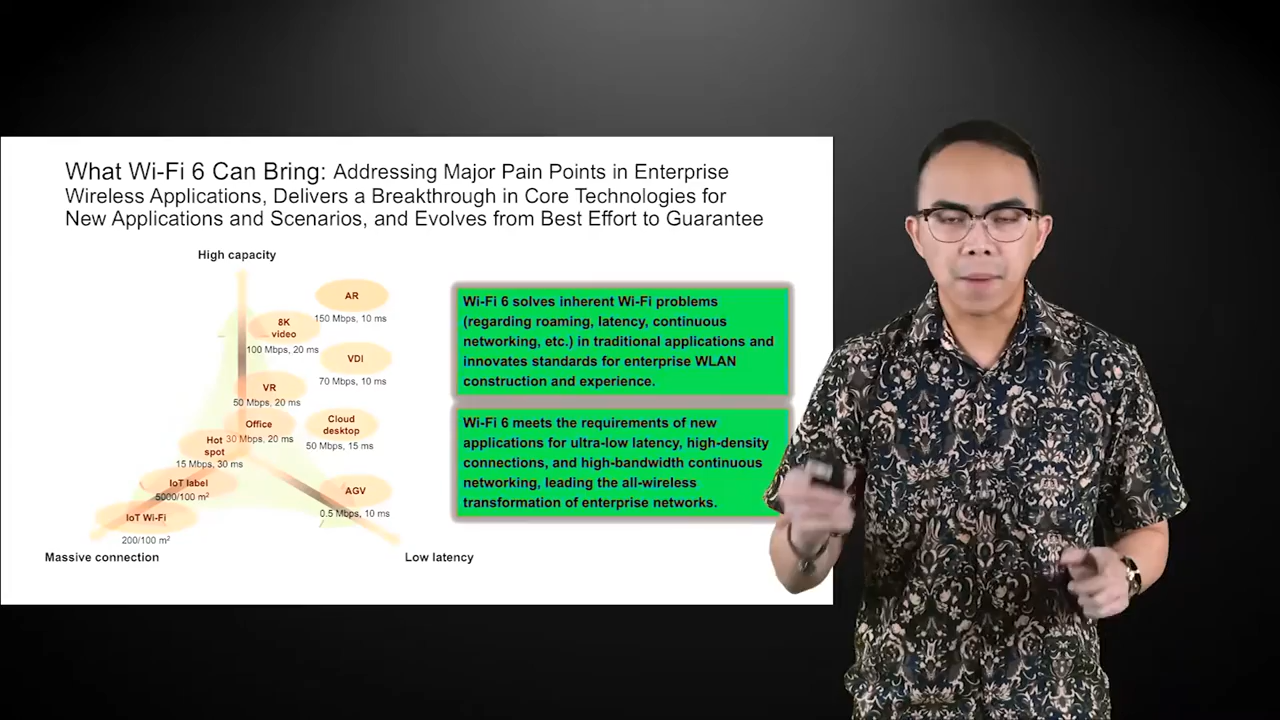 What Wi-Fi 6 Can Bring: Addressing Major Pain Points in Enterprise
Wireless Applications, Delivers a Breakthrough in Core Technologies for
New Applications and Scenarios, and Evolves from Best Effort to Guarantee
High capacity
AR
150 Mbps, 10 ms
8K
video
100 Mbps, 20 ms
VDI
70 Mbps, 10 ms
VR
50 Mbps, 20 ms
Office
30 Mbps, 20 ms
Cloud
desktop
50 Mbps, 15 ms
Hot
spot
15 Mbps, 30 ms
IoT label
5000/100 m²
AGV
0.5 Mbps, 10 ms
IoT Wi-Fi
200/100 m²
Massive connection
Low latency
Wi-Fi 6 solves inherent Wi-Fi problems
(regarding roaming, latency, continuous
networking, etc.) in traditional applications and
innovates standards for enterprise WLAN
construction and experience.
Wi-Fi 6 meets the requirements of new
applications for ultra-low latency, high-density
connections, and high-bandwidth continuous
networking, leading the all-wireless
transformation of enterprise networks.